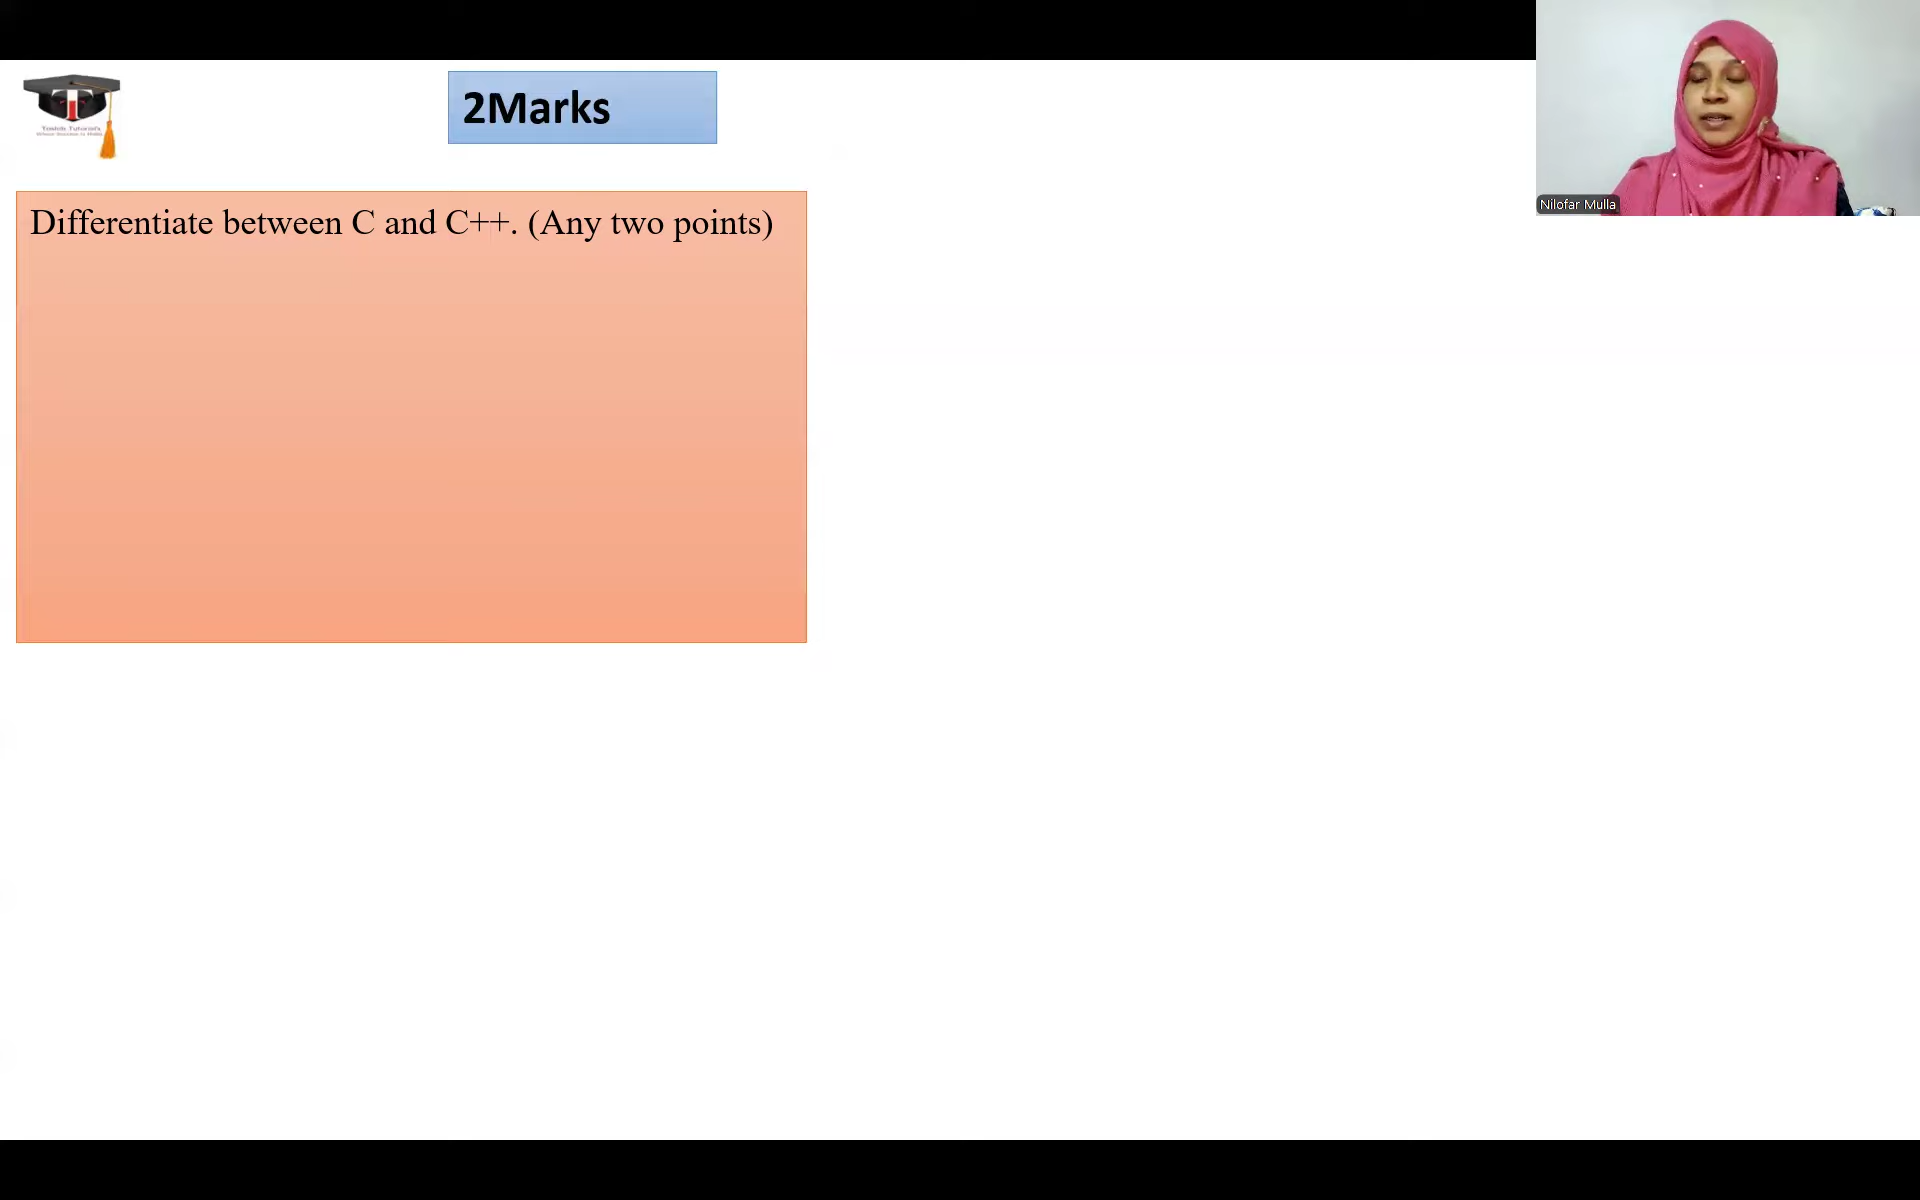 2Marks
Nilofar Mulla
Differentiate between C and C++. (Any two points)